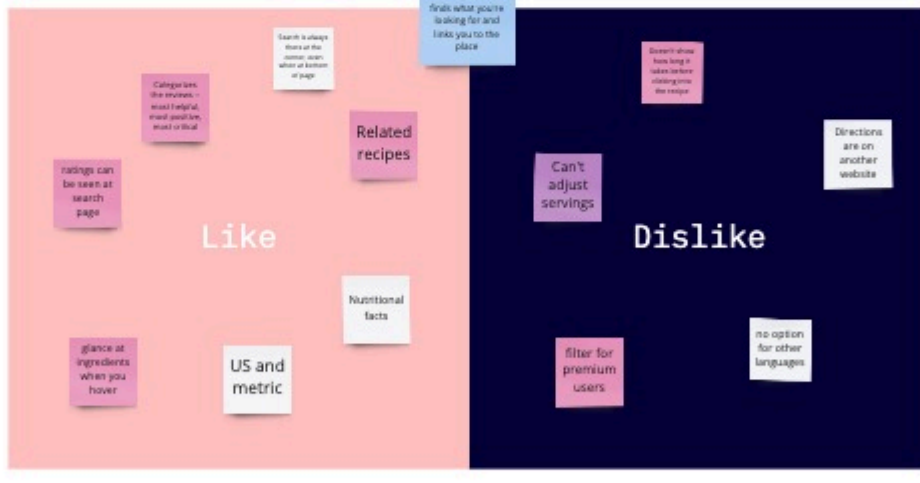 finds what you're
looking for and
links you to the
place
Search is always
there at the
corner, even
when at bottom
of page
Categorizes
the reviews -
most helpful,
most positive,
most critical
Related
recipes
ratings can
be seen at
search
page
Like
Nutritional
facts
glance at
ingredients
when you
hover
US and
metric
Doesn't show
how long it
takes before
clicking into
the recipe
Directions
are on
another
website
Can't
adjust
servings
Dislike
filter for
premium
users
no option
for other
languages